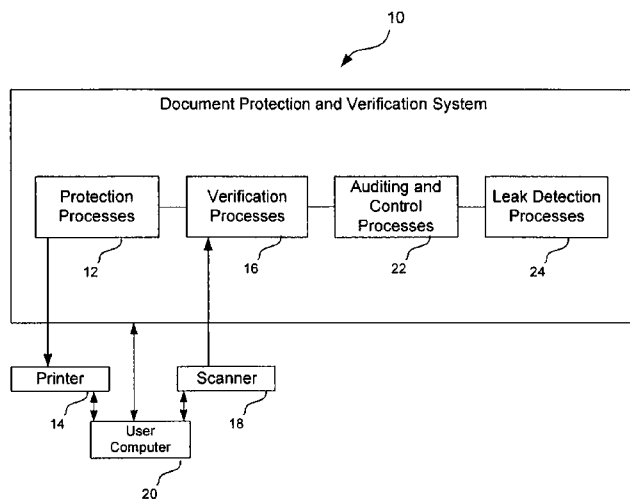 10
Document Protection and Verification System
Protection
Processes
Verification
Processes
Auditing and
Control
Processes
Leak Detection
Processes
12
16
22
24
Printer
Scanner
14
18
User
Computer
20